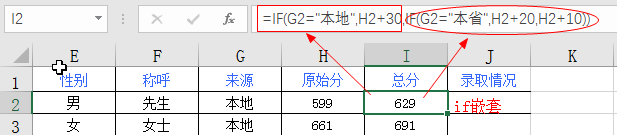 I2 =IF(G2="本地",H2+30,IF(G2="本省",H2+20,H2+10))
E F G H I J K
1 性别 称呼 来源 原始分 总分 录取情况
2 男 先生 本地 599 629 if嵌套
3 女 女士 本地 661 691